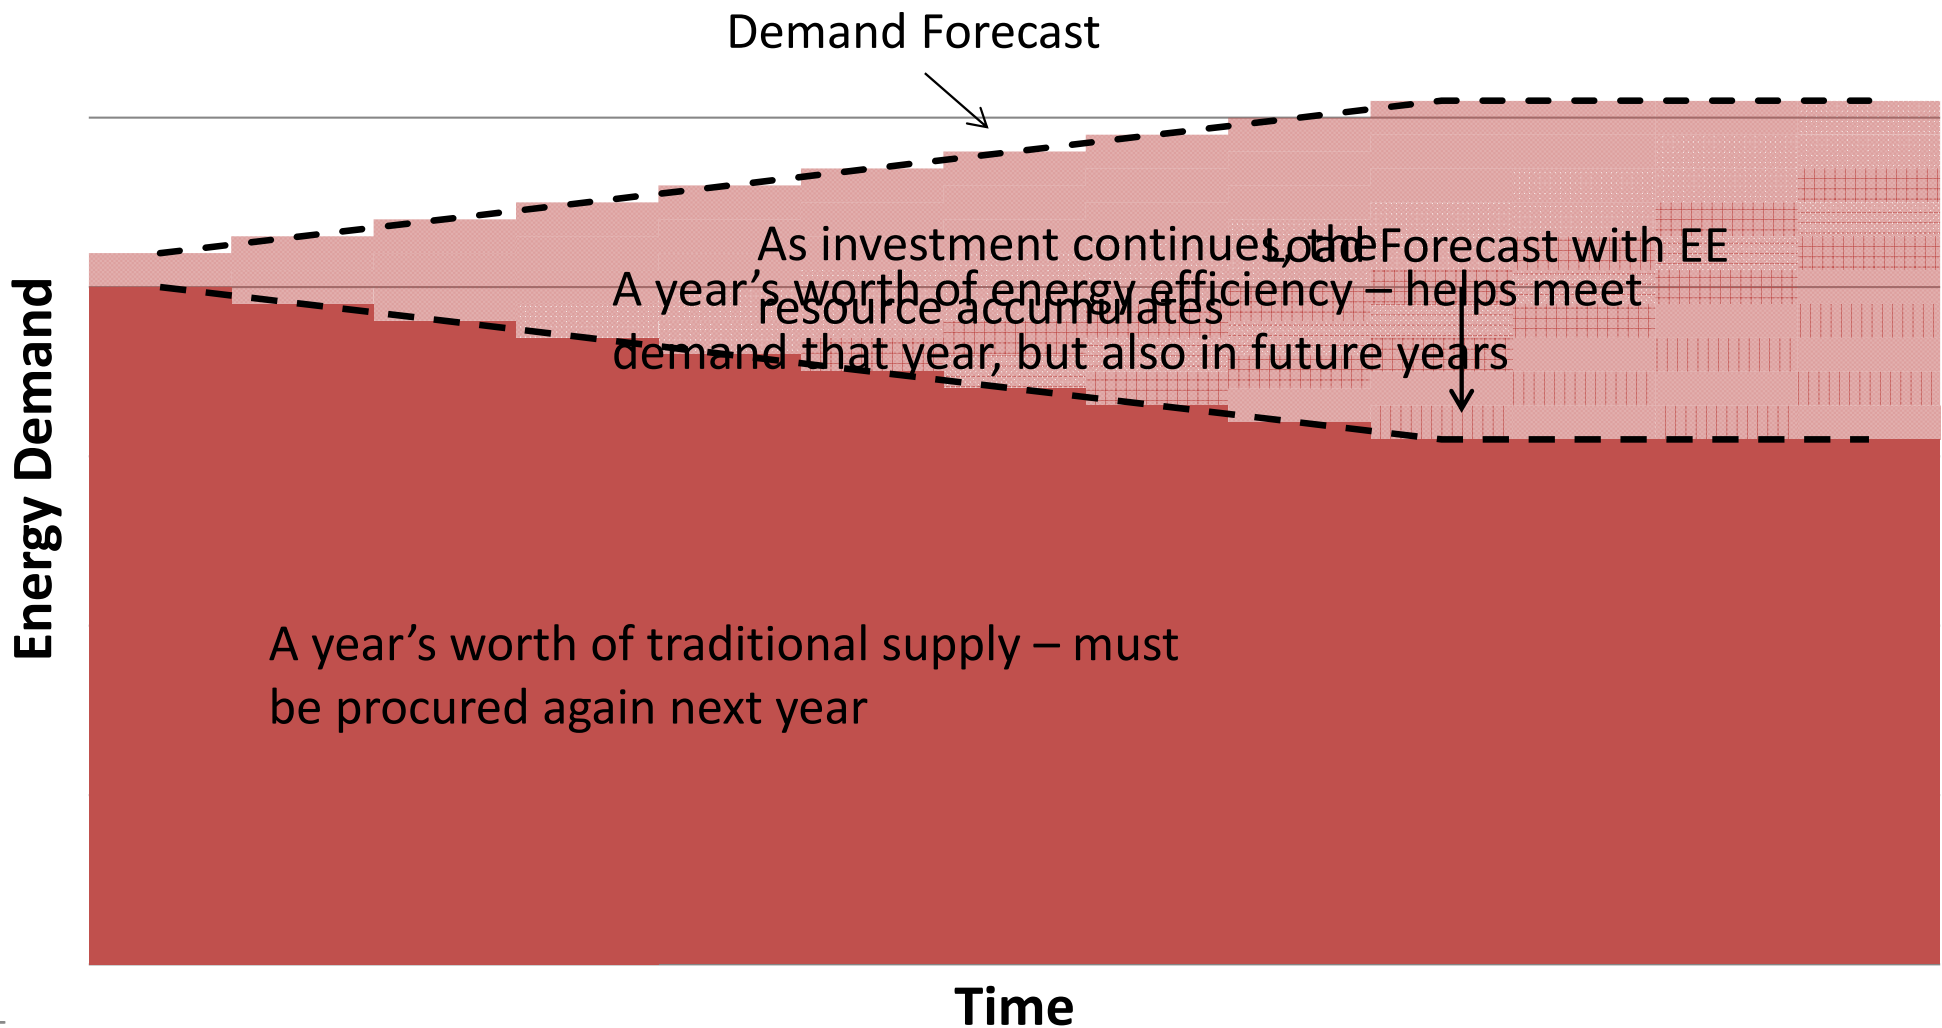 Demand Forecast
As investment continues, the
resource accumulates
Load Forecast with EE
A year’s worth of energy efficiency – helps meet
demand that year, but also in future years
Energy Demand
A year’s worth of traditional supply – must
be procured again next year
Time